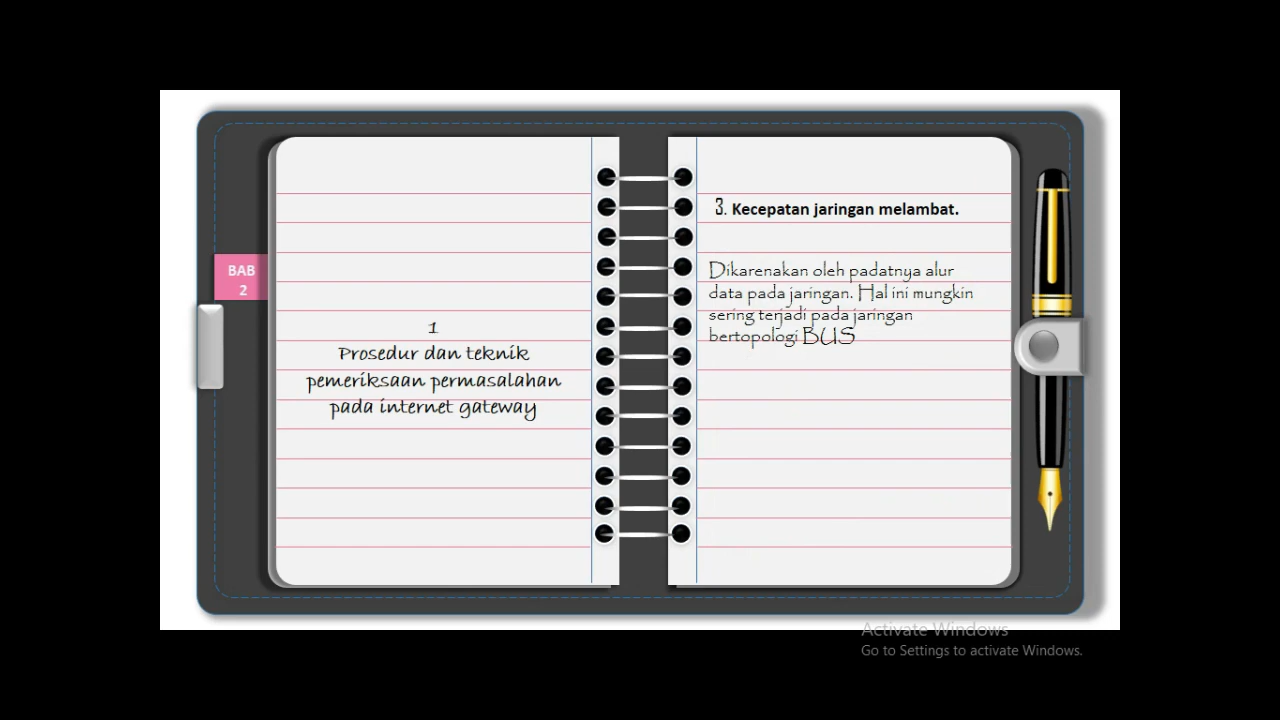 BAB
2
1
Prosedur dan teknik
pemeriksaan permasalahan
pada internet gateway
3. Kecepatan jaringan melambat.
Dikarenakan oleh padatnya alur
data pada jaringan. Hal ini mungkin
sering terjadi pada jaringan
bertopologi BUS
Activate Windows
Go to Settings to activate Windows.